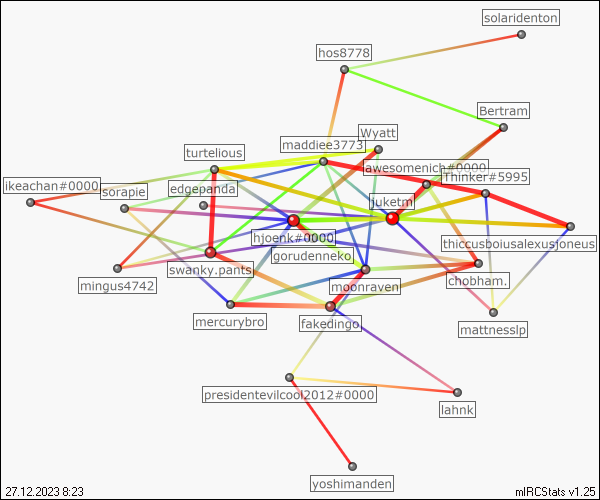 solaridenton
hos8778
Bertram
Wyatt
maddiee3773
turtelious
awesomenich#0000
Thinker#5995
ikeachan#0000
edgepanda
sorapie
juketm
hjoenk#0000
thiccusboiusalexusjoneus
gorudenneko
swanky.pants
chobham.
mingus4742
moonraven
mercurybro
fakedingo
mattnesslp
presidentevilcool2012#0000
lahnk
yoshimanden
27.12.2023 8:23
mIRCStats v1.25